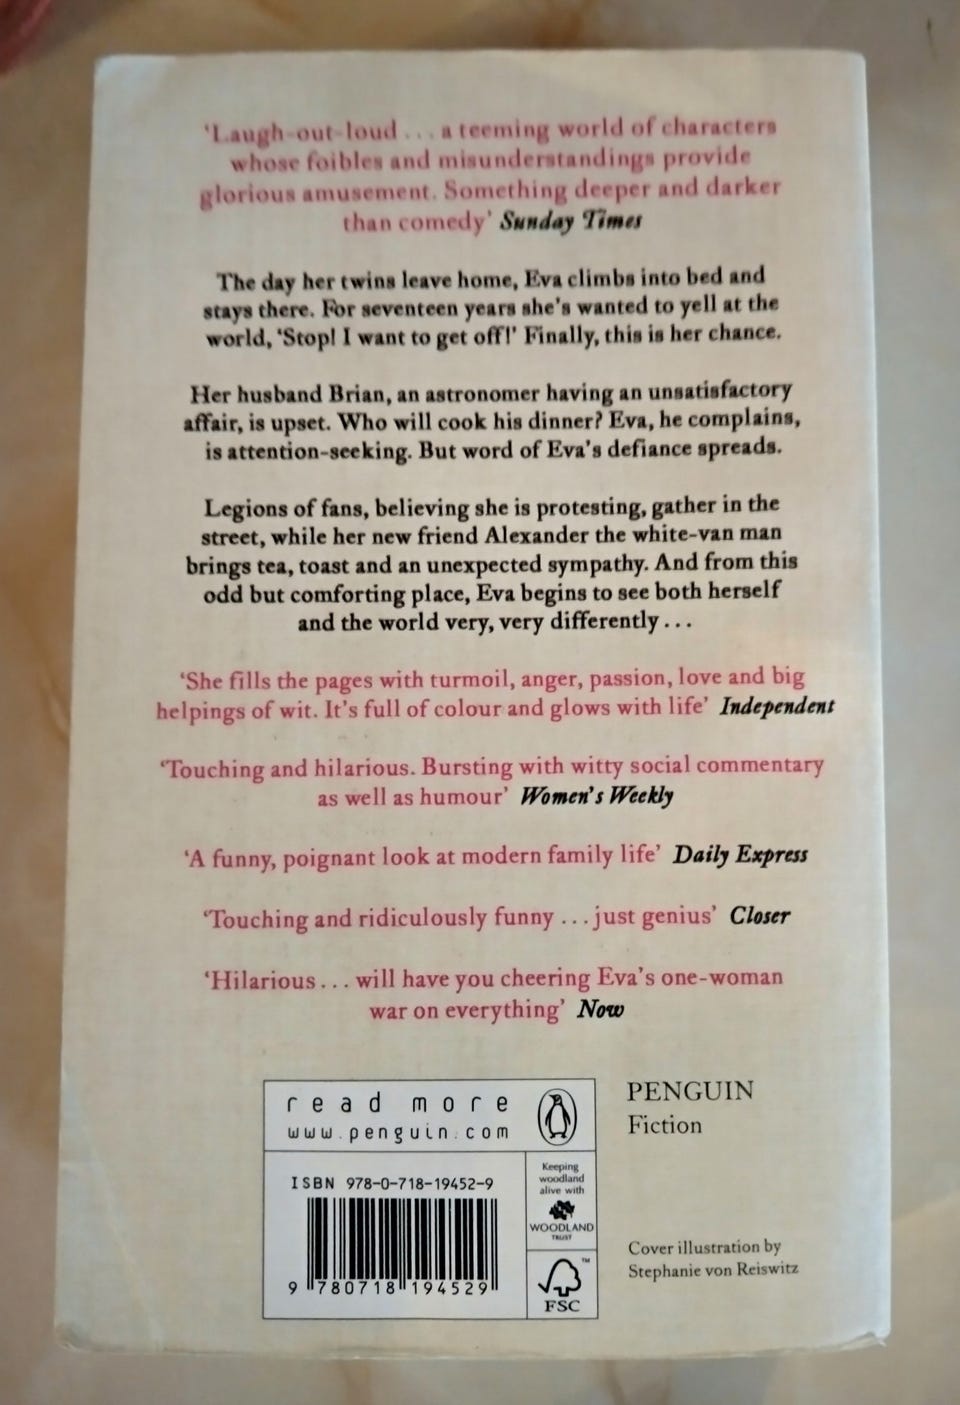 'Laugh-out-loud ... a teeming world of characters
whose foibles and misunderstandings provide
glorious amusement. Something deeper and darker
than comedy' Sunday Times
The day her twins leave home, Eva climbs into bed and
stays there. For seventeen years she's wanted to yell at the
world, 'Stop! I want to get off!' Finally, this is her chance.
Her husband Brian, an astronomer having an unsatisfactory
affair, is upset. Who will cook his dinner? Eva, he complains,
is attention-seeking. But word of Eva's defiance spreads.
Legions of fans, believing she is protesting, gather in the
street, while her new friend Alexander the white-van man
brings tea, toast and an unexpected sympathy. And from this
odd but comforting place, Eva begins to see both herself
and the world very, very differently ...
'She fills the pages with turmoil, anger, passion, love and big
helpings of wit. It's full of colour and glows with life' Independent
'Touching and hilarious. Bursting with witty social commentary
as well as humour' Women's Weekly
'A funny, poignant look at modern family life' Daily Express
'Touching and ridiculously funny ... just genius' Closer
'Hilarious ... will have you cheering Eva's one-woman
war on everything' Now
read more
www.penguin.com
ISBN 978-0-718-19452-9
9 780718 194529
Keeping
woodland
alive with
WOODLAND
TRUST
™
FSC
PENGUIN
Fiction
Cover illustration by
Stephanie von Reiswitz